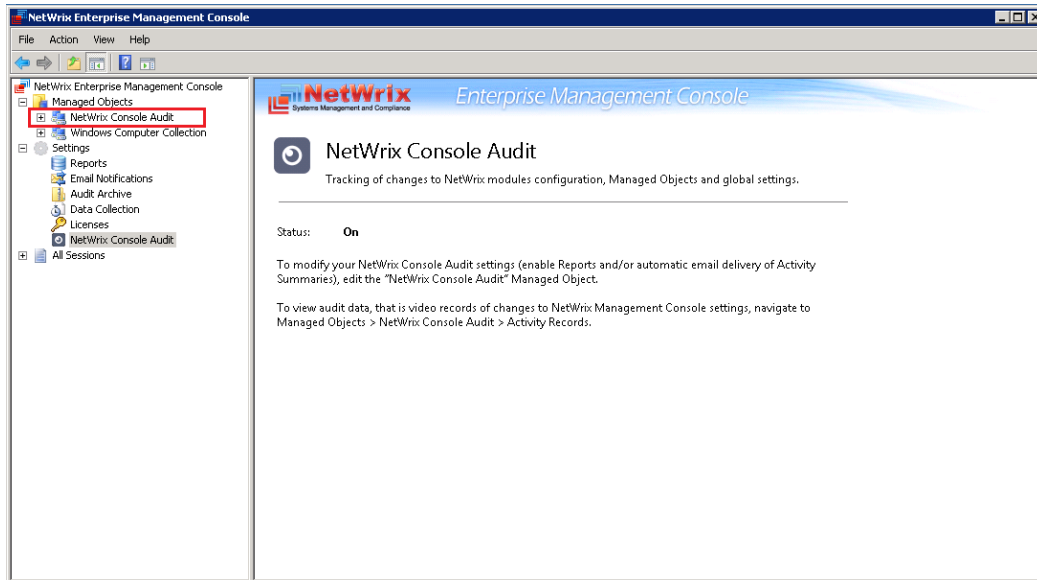 NetWrix Enterprise Management Console
File Action View Help
NetWrix Enterprise Management Console
Managed Objects
NetWrix Console Audit
Windows Computer Collection
Settings
Reports
Email Notifications
Audit Archive
Data Collection
Licenses
NetWrix Console Audit
All Sessions
NetWrix
Systems Management and Compliance
Enterprise Management Console
NetWrix Console Audit
Tracking of changes to NetWrix modules configuration, Managed Objects and global settings.
Status: On
To modify your NetWrix Console Audit settings (enable Reports and/or automatic email delivery of Activity
Summaries), edit the "NetWrix Console Audit" Managed Object.
To view audit data, that is video records of changes to NetWrix Management Console settings, navigate to
Managed Objects > NetWrix Console Audit > Activity Records.